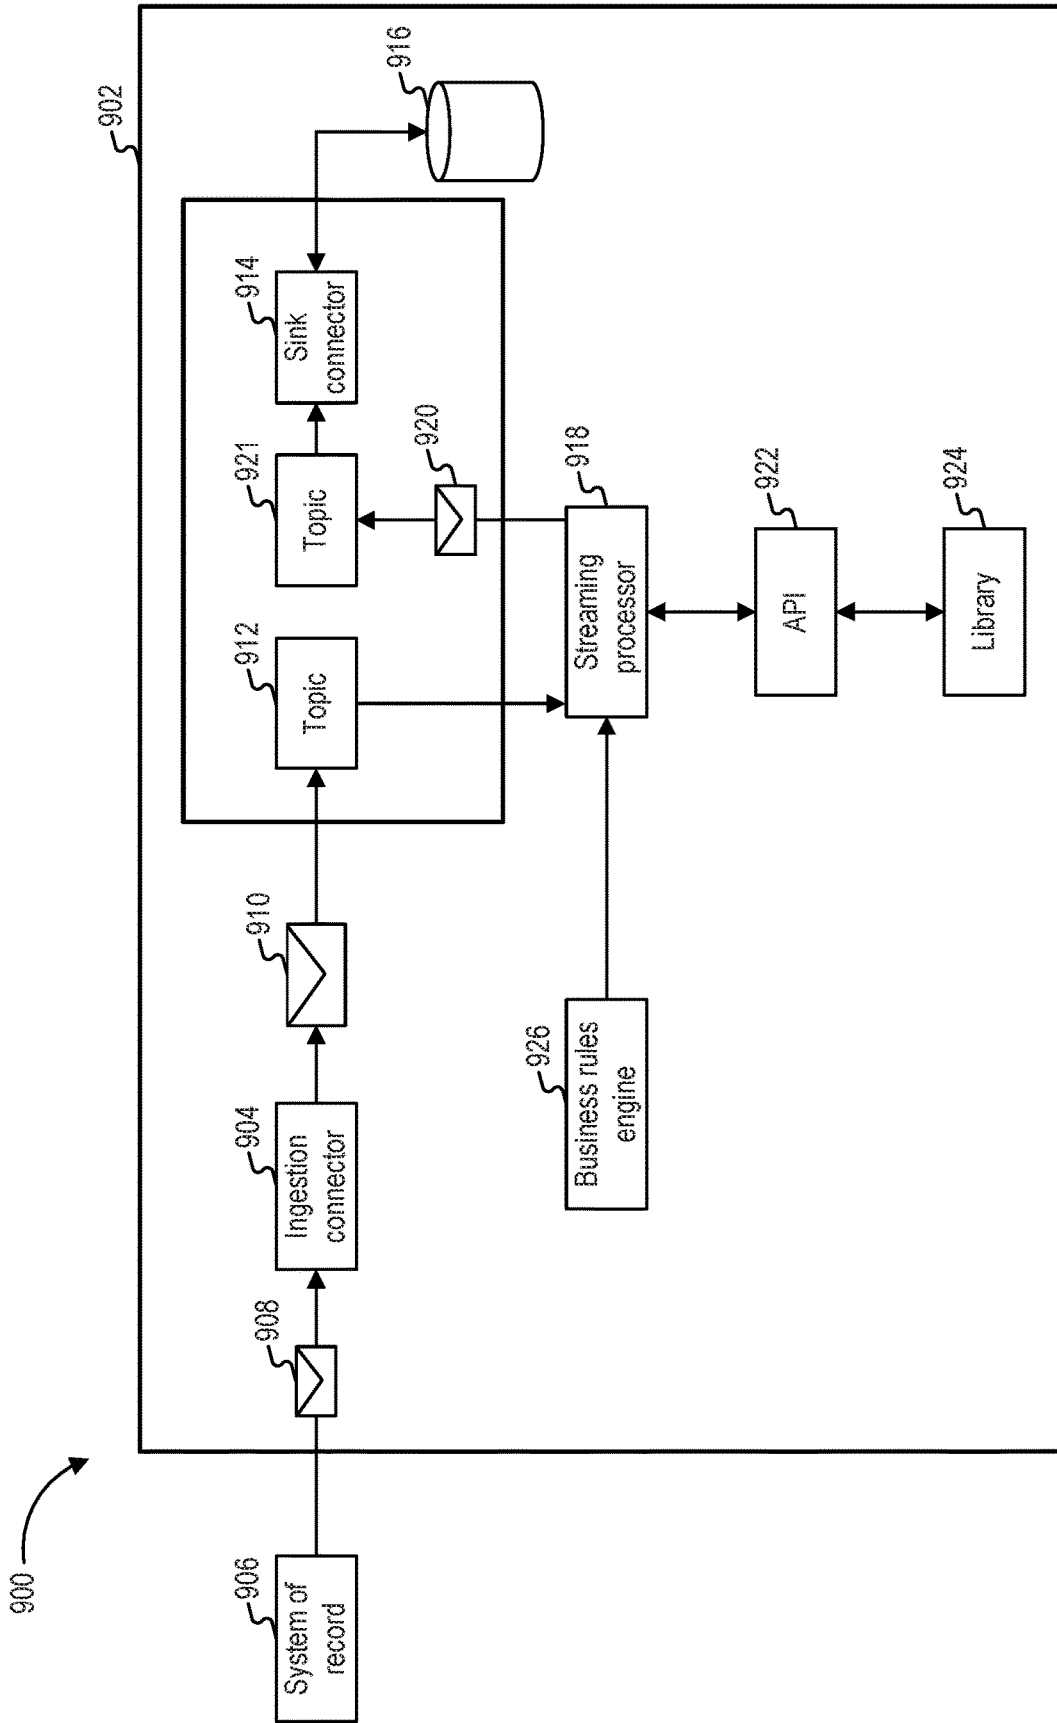 900
902
906
System of
record
908
904
Ingestion
connector
910
912
Topic
921
Topic
914
Sink
connector
916
920
926
Business rules
engine
918
Streaming
processor
922
API
924
Library